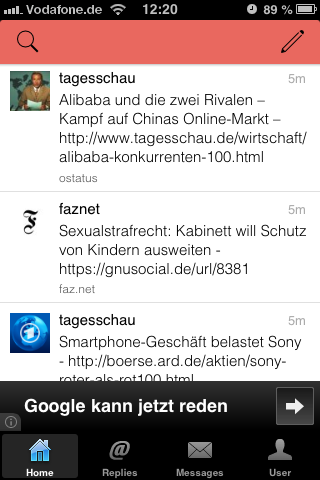 Vodafone.de 12:20 89 %
tagesschau 5m
Alibaba und die zwei Rivalen –
Kampf auf Chinas Online-Markt –
http://www.tagesschau.de/wirtschaft/
alibaba-konkurrenten-100.html
ostatus
faznet 5m
Sexualstrafrecht: Kabinett will Schutz
von Kindern ausweiten -
https://gnusocial.de/url/8381
faz.net
tagesschau 5m
Smartphone-Geschäft belastet Sony
- http://boerse.ard.de/aktien/sony-
roter-als-rot100.html
Google kann jetzt reden
Home Replies Messages User